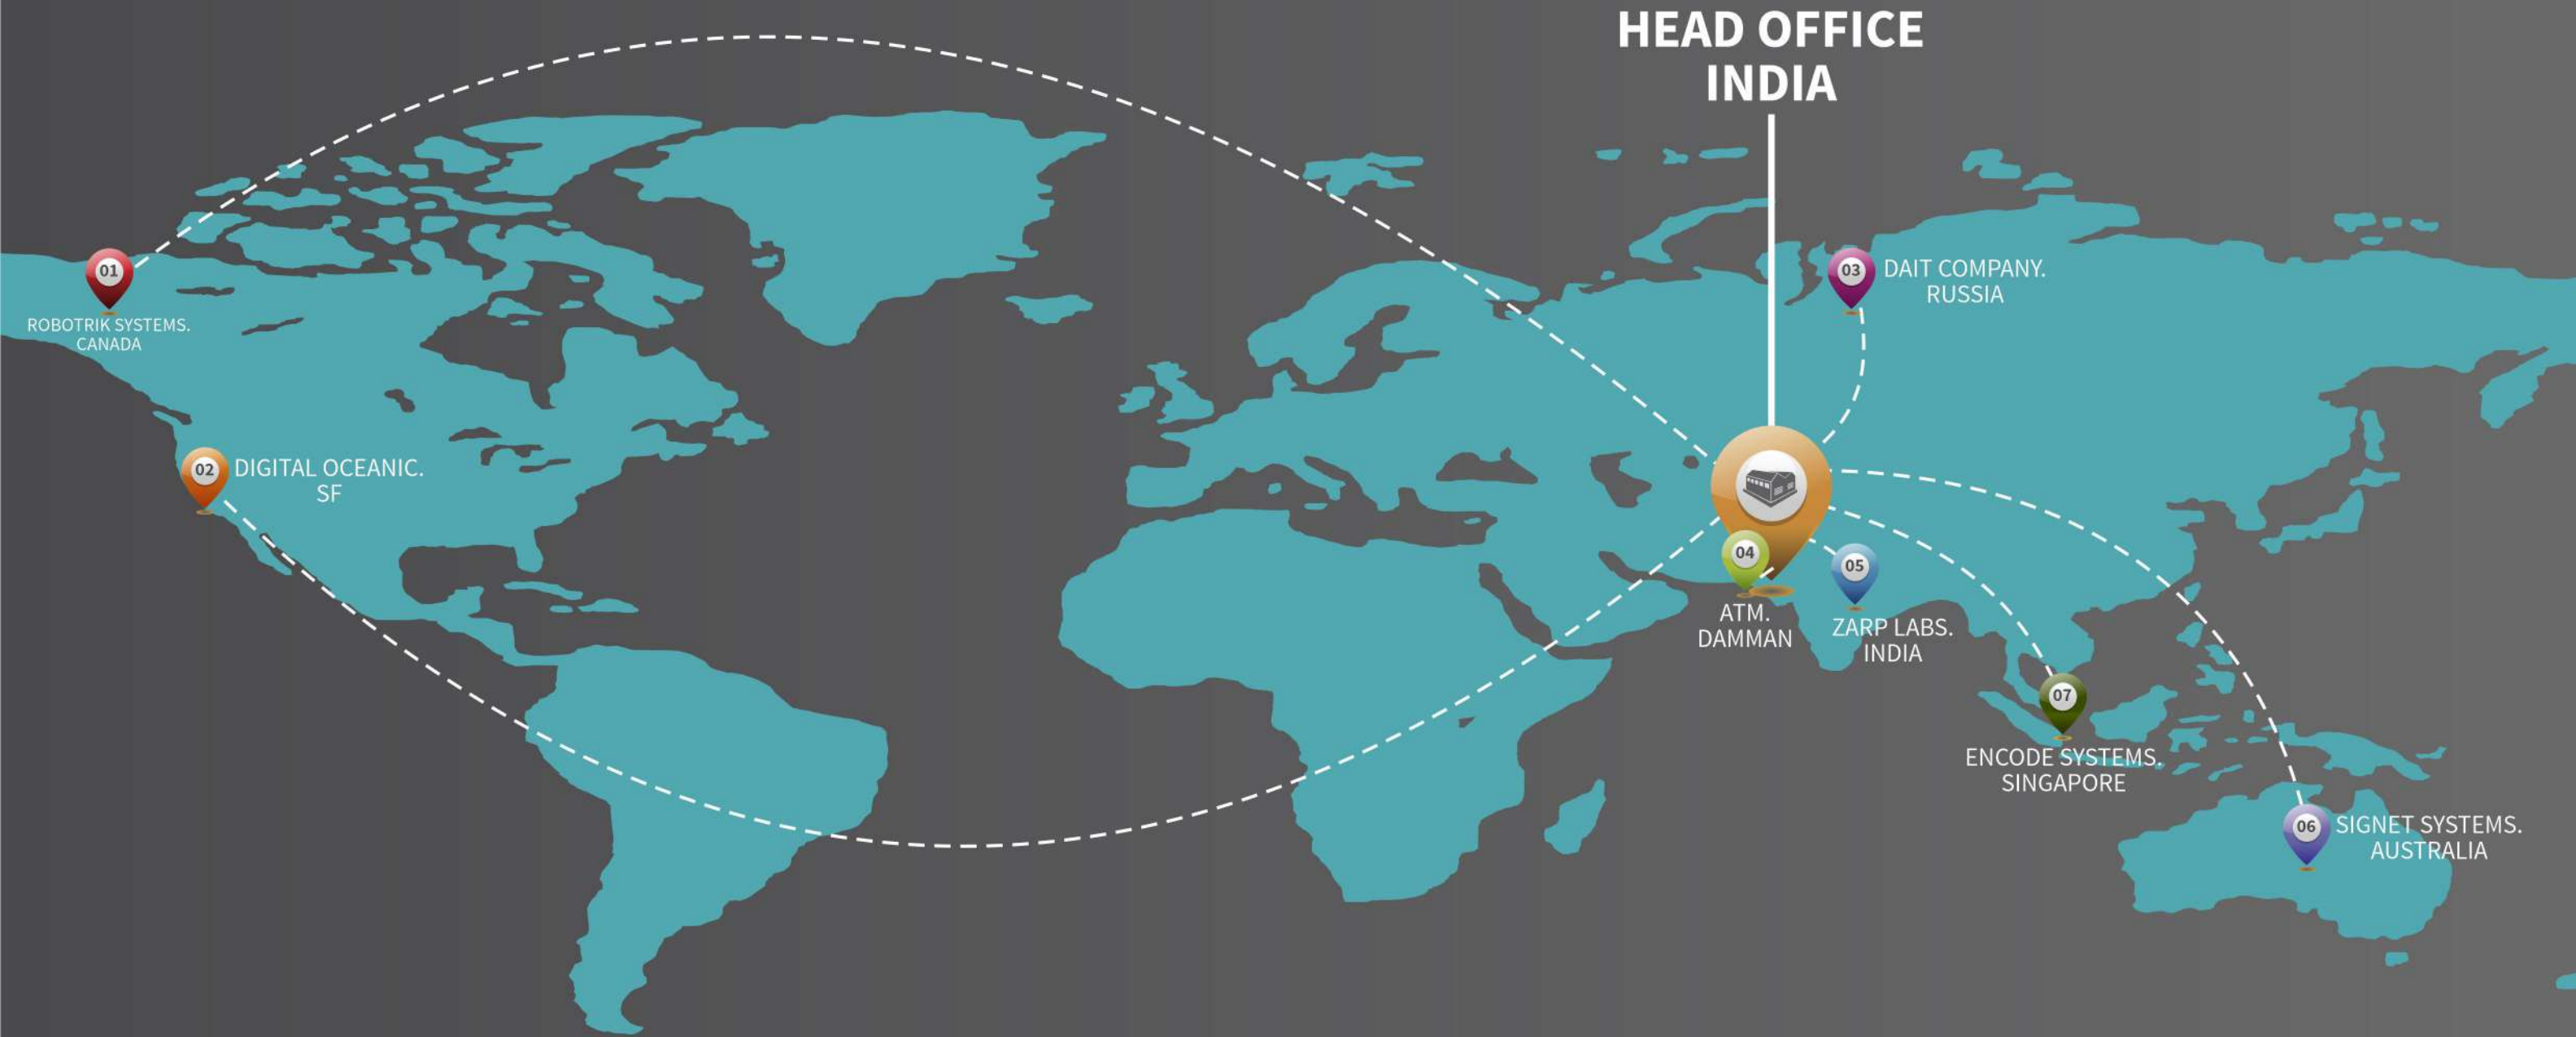 HEAD OFFICE
INDIA
01
ROBOTRIK SYSTEMS.
CANADA
02
DIGITAL OCEANIC.
SF
03
DAIT COMPANY.
RUSSIA
04
ATM.
DAMMAN
05
ZARP LABS.
INDIA
07
ENCODE SYSTEMS.
SINGAPORE
06
SIGNET SYSTEMS.
AUSTRALIA